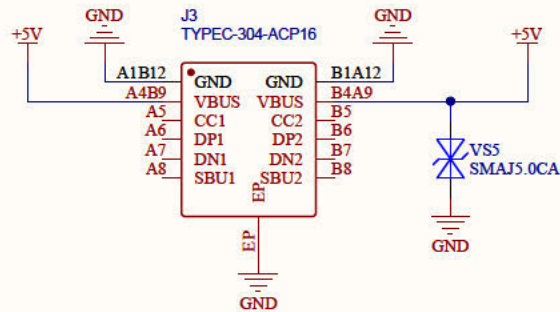 J3
TYPEC-304-ACP16
GND
GND
+5V
+5V
A1B12 GND GND B1A12
A4B9 VBUS VBUS B4A9
A5 CC1 CC2 B5
A6 DP1 DP2 B6
A7 DN1 DN2 B7
A8 SBU1 SBU2 B8
EP
EP
VS5
SMAJ5.0CA
GND
GND